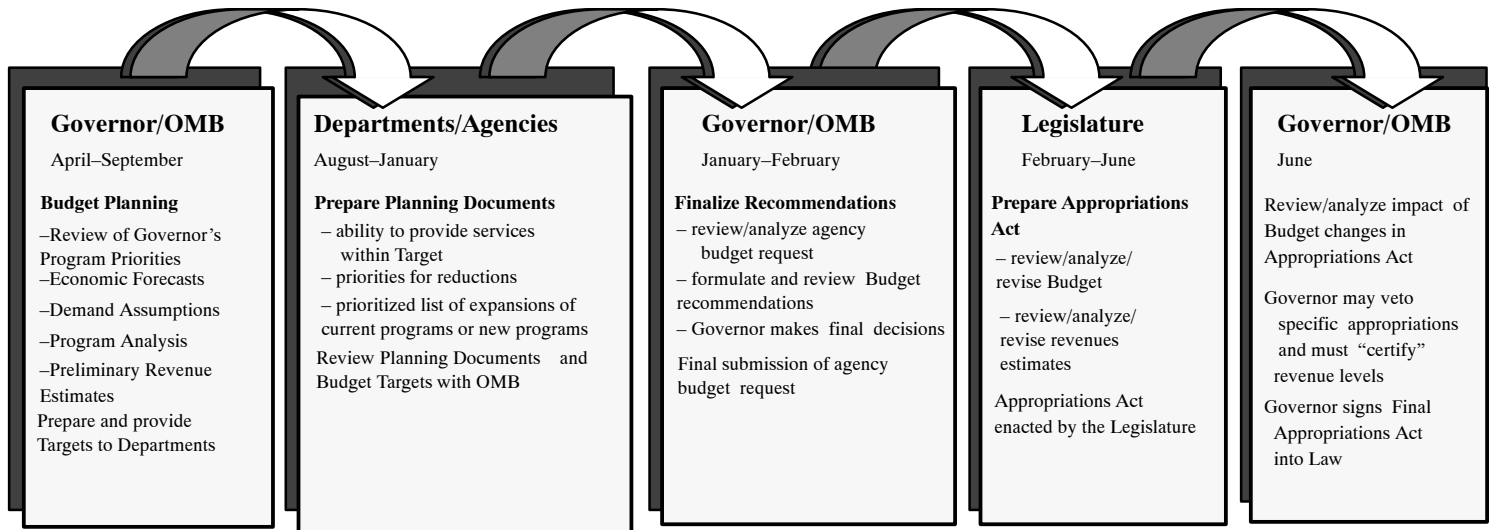 Governor/OMB
April–September
Budget Planning
–Review of Governor's
Program Priorities
–Economic Forecasts
–Demand Assumptions
–Program Analysis
–Preliminary Revenue
Estimates
Prepare and provide
Targets to Departments
Departments/Agencies
August–January
Prepare Planning Documents
– ability to provide services
within Target
– priorities for reductions
– prioritized list of expansions of
current programs or new programs
Review Planning Documents and
Budget Targets with OMB
Governor/OMB
January–February
Finalize Recommendations
– review/analyze agency
budget request
– formulate and review Budget
recommendations
– Governor makes final decisions
Final submission of agency
budget request
Legislature
February–June
Prepare Appropriations
Act
– review/analyze/
revise Budget
– review/analyze/
revise revenues
estimates
Appropriations Act
enacted by the Legislature
Governor/OMB
June
Review/analyze impact of
Budget changes in
Appropriations Act
Governor may veto
specific appropriations
and must “certify”
revenue levels
Governor signs Final
Appropriations Act
into Law